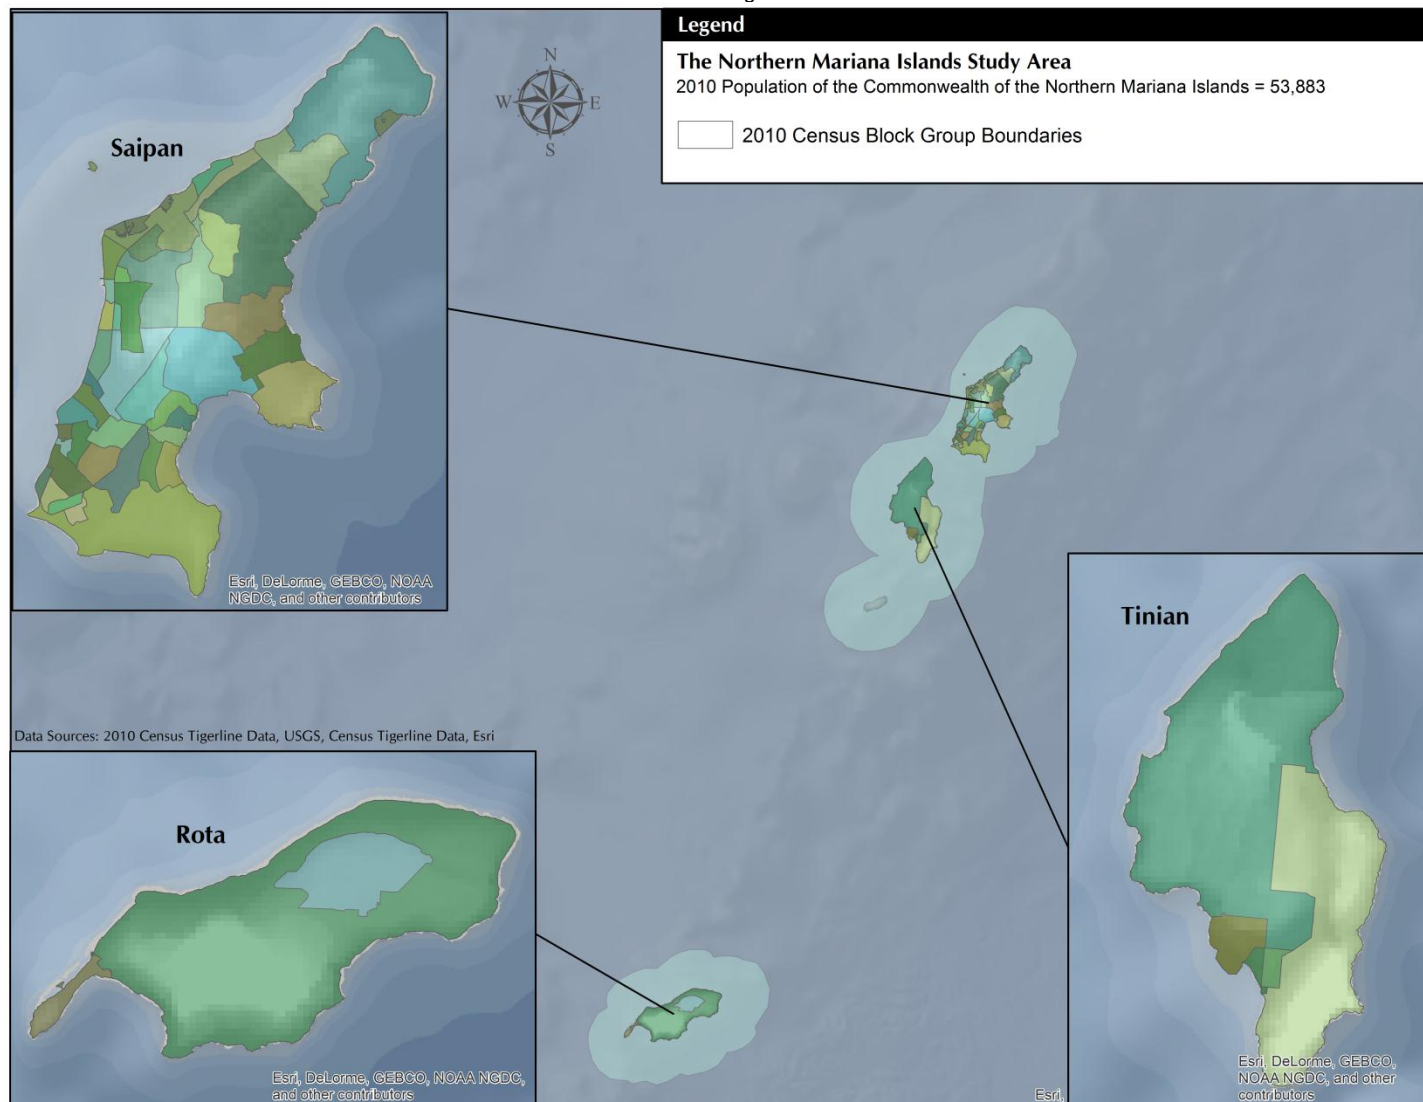 Legend
The Northern Mariana Islands Study Area
2010 Population of the Commonwealth of the Northern Mariana Islands = 53,883
2010 Census Block Group Boundaries
N
W E
S
Saipan
Esri, DeLorme, GEBCO, NOAA
NGDC, and other contributors
Tinian
Data Sources: 2010 Census Tigerline Data, USGS, Census Tigerline Data, Esri
Rota
Esri, DeLorme, GEBCO, NOAA NGDC,
and other contributors
Esri,
Esri, DeLorme, GEBCO,
NOAA NGDC, and other
contributors